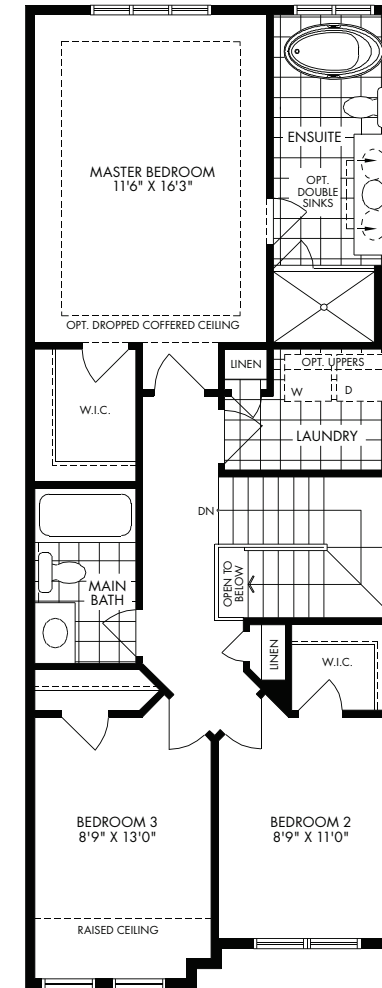 ENSUITE
MASTER BEDROOM
11'6" X 16'3"
OPT.
DOUBLE
SINKS
OPT. DROPPED COFFERED CEILING
LINEN
OPT. UPPERS
W
D
W.I.C.
LAUNDRY
DN
OPEN TO
BELOW
MAIN
BATH
LINEN
W.I.C.
BEDROOM 3
8'9" X 13'0"
BEDROOM 2
8'9" X 11'0"
RAISED CEILING